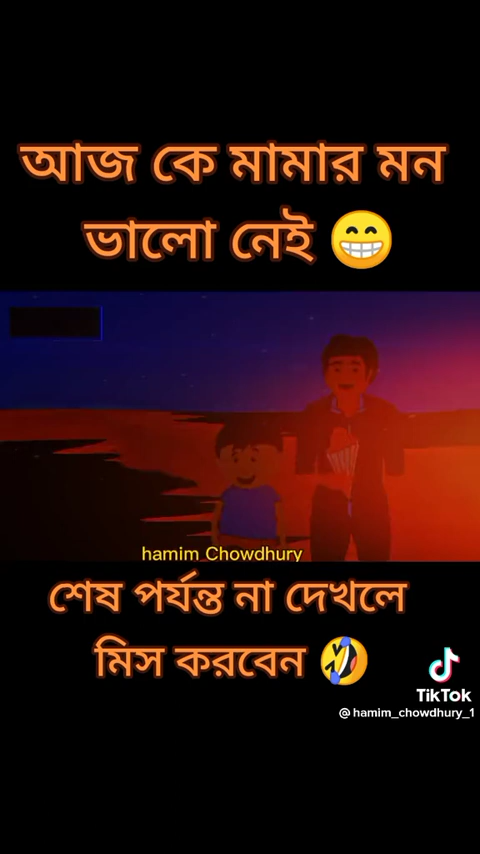 আজ কে মামার মন
ভালো নেই 😁
hamim Chowdhury
শেষ পর্যন্ত না দেখলে
মিস করবেন 🤣
TikTok
@hamim_chowdhury_1